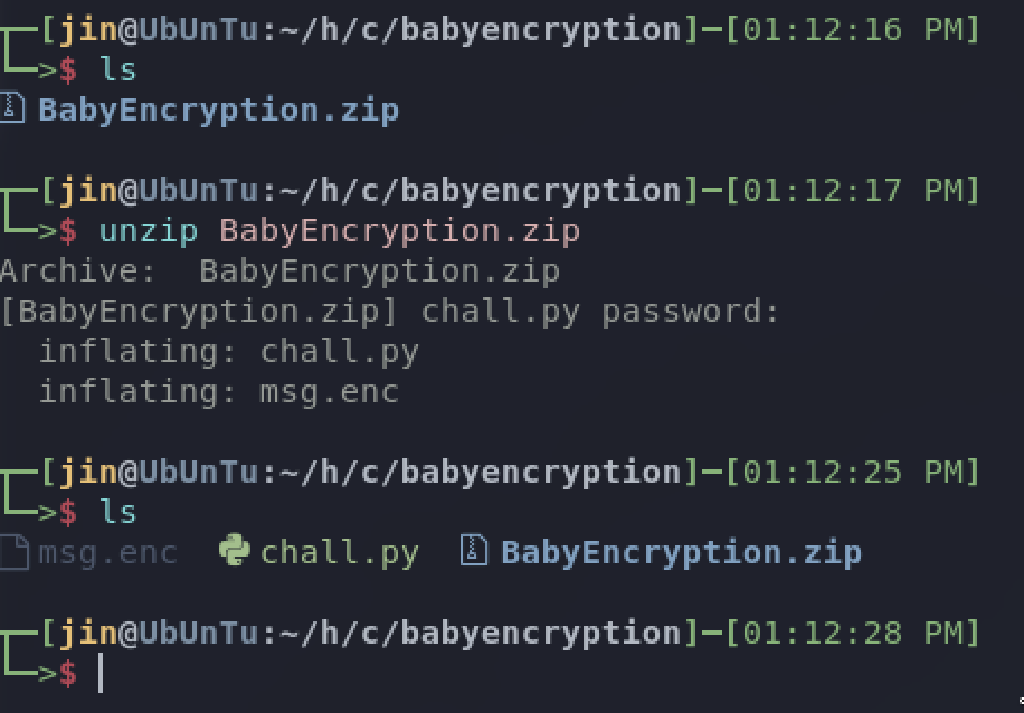 [jin@UbUnTu:~/h/c/babyencryption]-[01:12:16 PM]
>$ ls
BabyEncryption.zip
[jin@UbUnTu:~/h/c/babyencryption]-[01:12:17 PM]
>$ unzip BabyEncryption.zip
Archive:  BabyEncryption.zip
[BabyEncryption.zip] chall.py password:
  inflating: chall.py
  inflating: msg.enc
[jin@UbUnTu:~/h/c/babyencryption]-[01:12:25 PM]
>$ ls
msg.enc  chall.py  BabyEncryption.zip
[jin@UbUnTu:~/h/c/babyencryption]-[01:12:28 PM]
>$